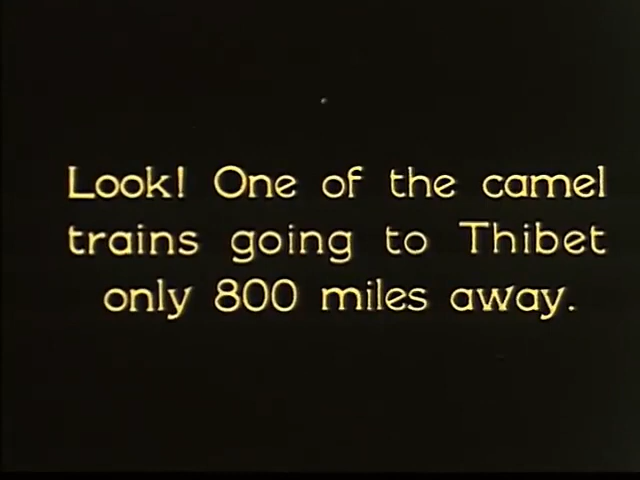 Look! One of the camel
trains going to Thibet
only 800 miles away.